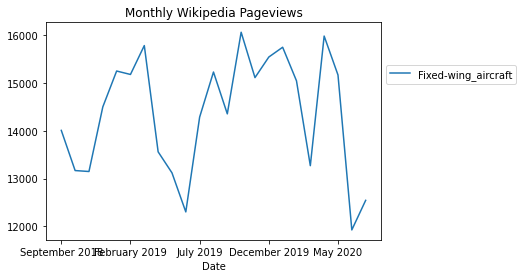 Monthly Wikipedia Pageviews
16000
15000
14000
13000
12000
Fixed-wing_aircraft
September 2018 February 2019 July 2019 December 2019 May 2020
Date